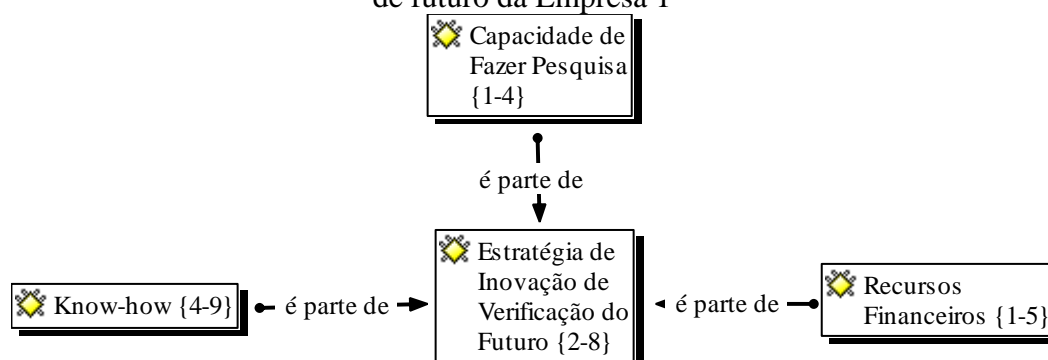 de futuro da Empresa 1
Capacidade de
Fazer Pesquisa
{1-4}
é parte de
Estratégia de
Inovação de
Verificação do
Futuro {2-8}
Know-how {4-9}
é parte de
é parte de
Recursos
Financeiros {1-5}